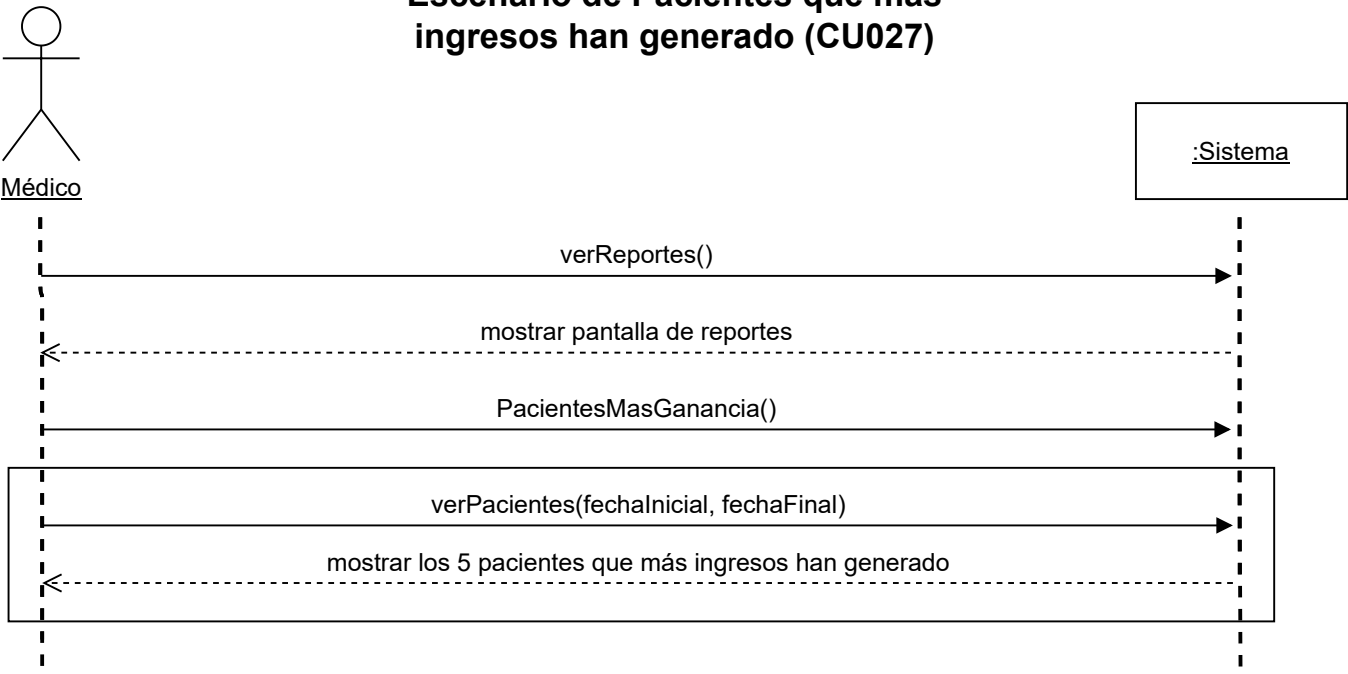 Escenario de Pacientes que más
ingresos han generado (CU027)
:Sistema
Médico
verReportes()
mostrar pantalla de reportes
PacientesMasGanancia()
verPacientes(fechaInicial, fechaFinal)
mostrar los 5 pacientes que más ingresos han generado